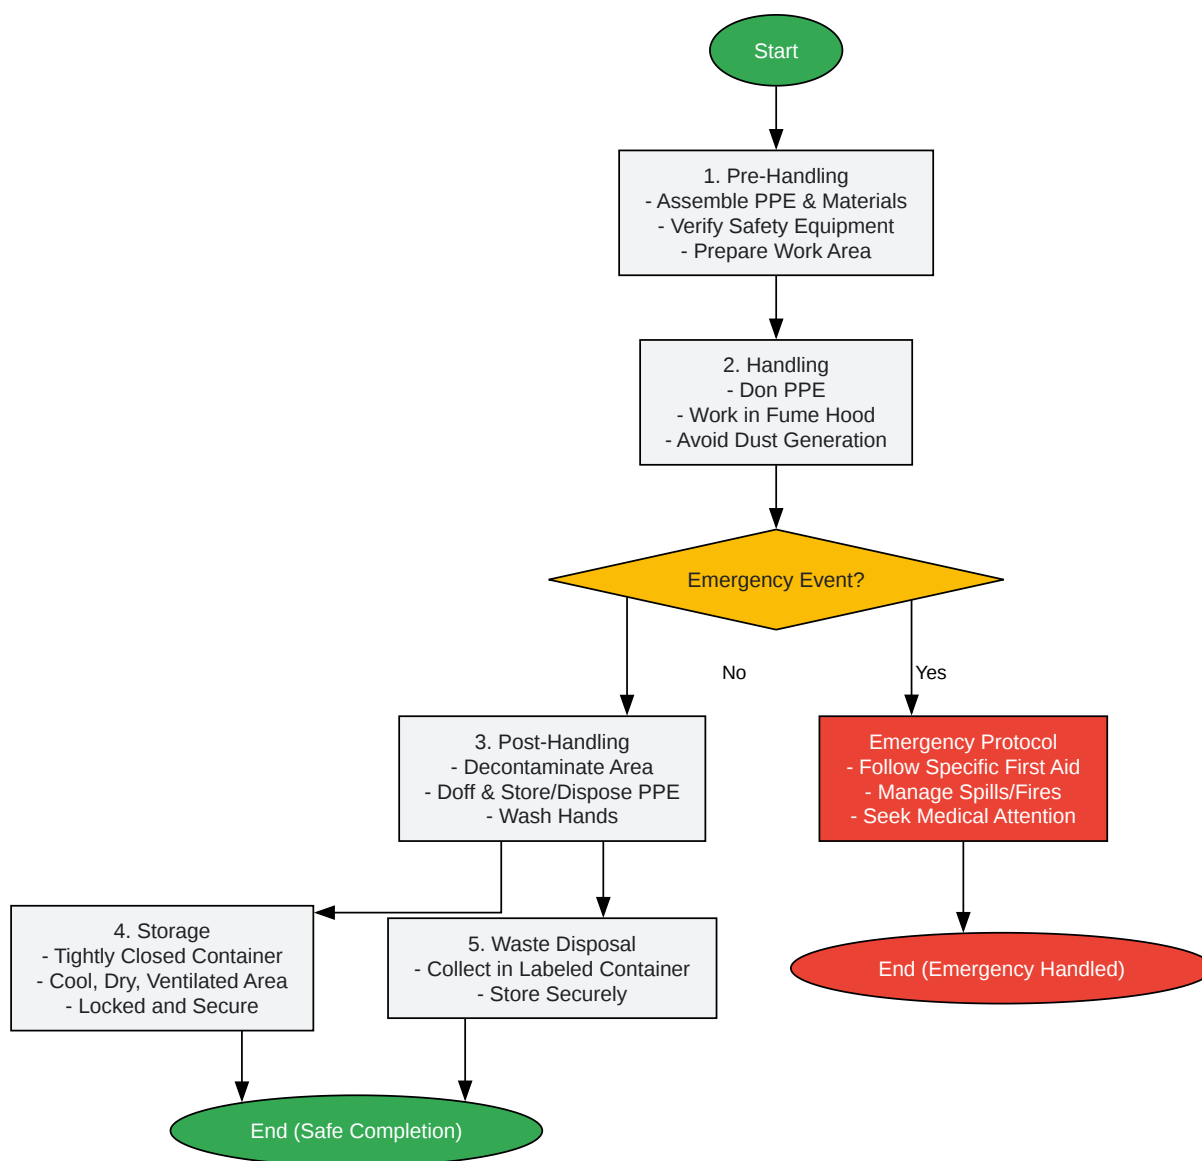 Start
1. Pre-Handling
- Assemble PPE & Materials
- Verify Safety Equipment
- Prepare Work Area
2. Handling
- Don PPE
- Work in Fume Hood
- Avoid Dust Generation
Emergency Event?
No
Yes
3. Post-Handling
- Decontaminate Area
- Doff & Store/Dispose PPE
- Wash Hands
Emergency Protocol
- Follow Specific First Aid
- Manage Spills/Fires
- Seek Medical Attention
4. Storage
- Tightly Closed Container
- Cool, Dry, Ventilated Area
- Locked and Secure
5. Waste Disposal
- Collect in Labeled Container
- Store Securely
End (Emergency Handled)
End (Safe Completion)